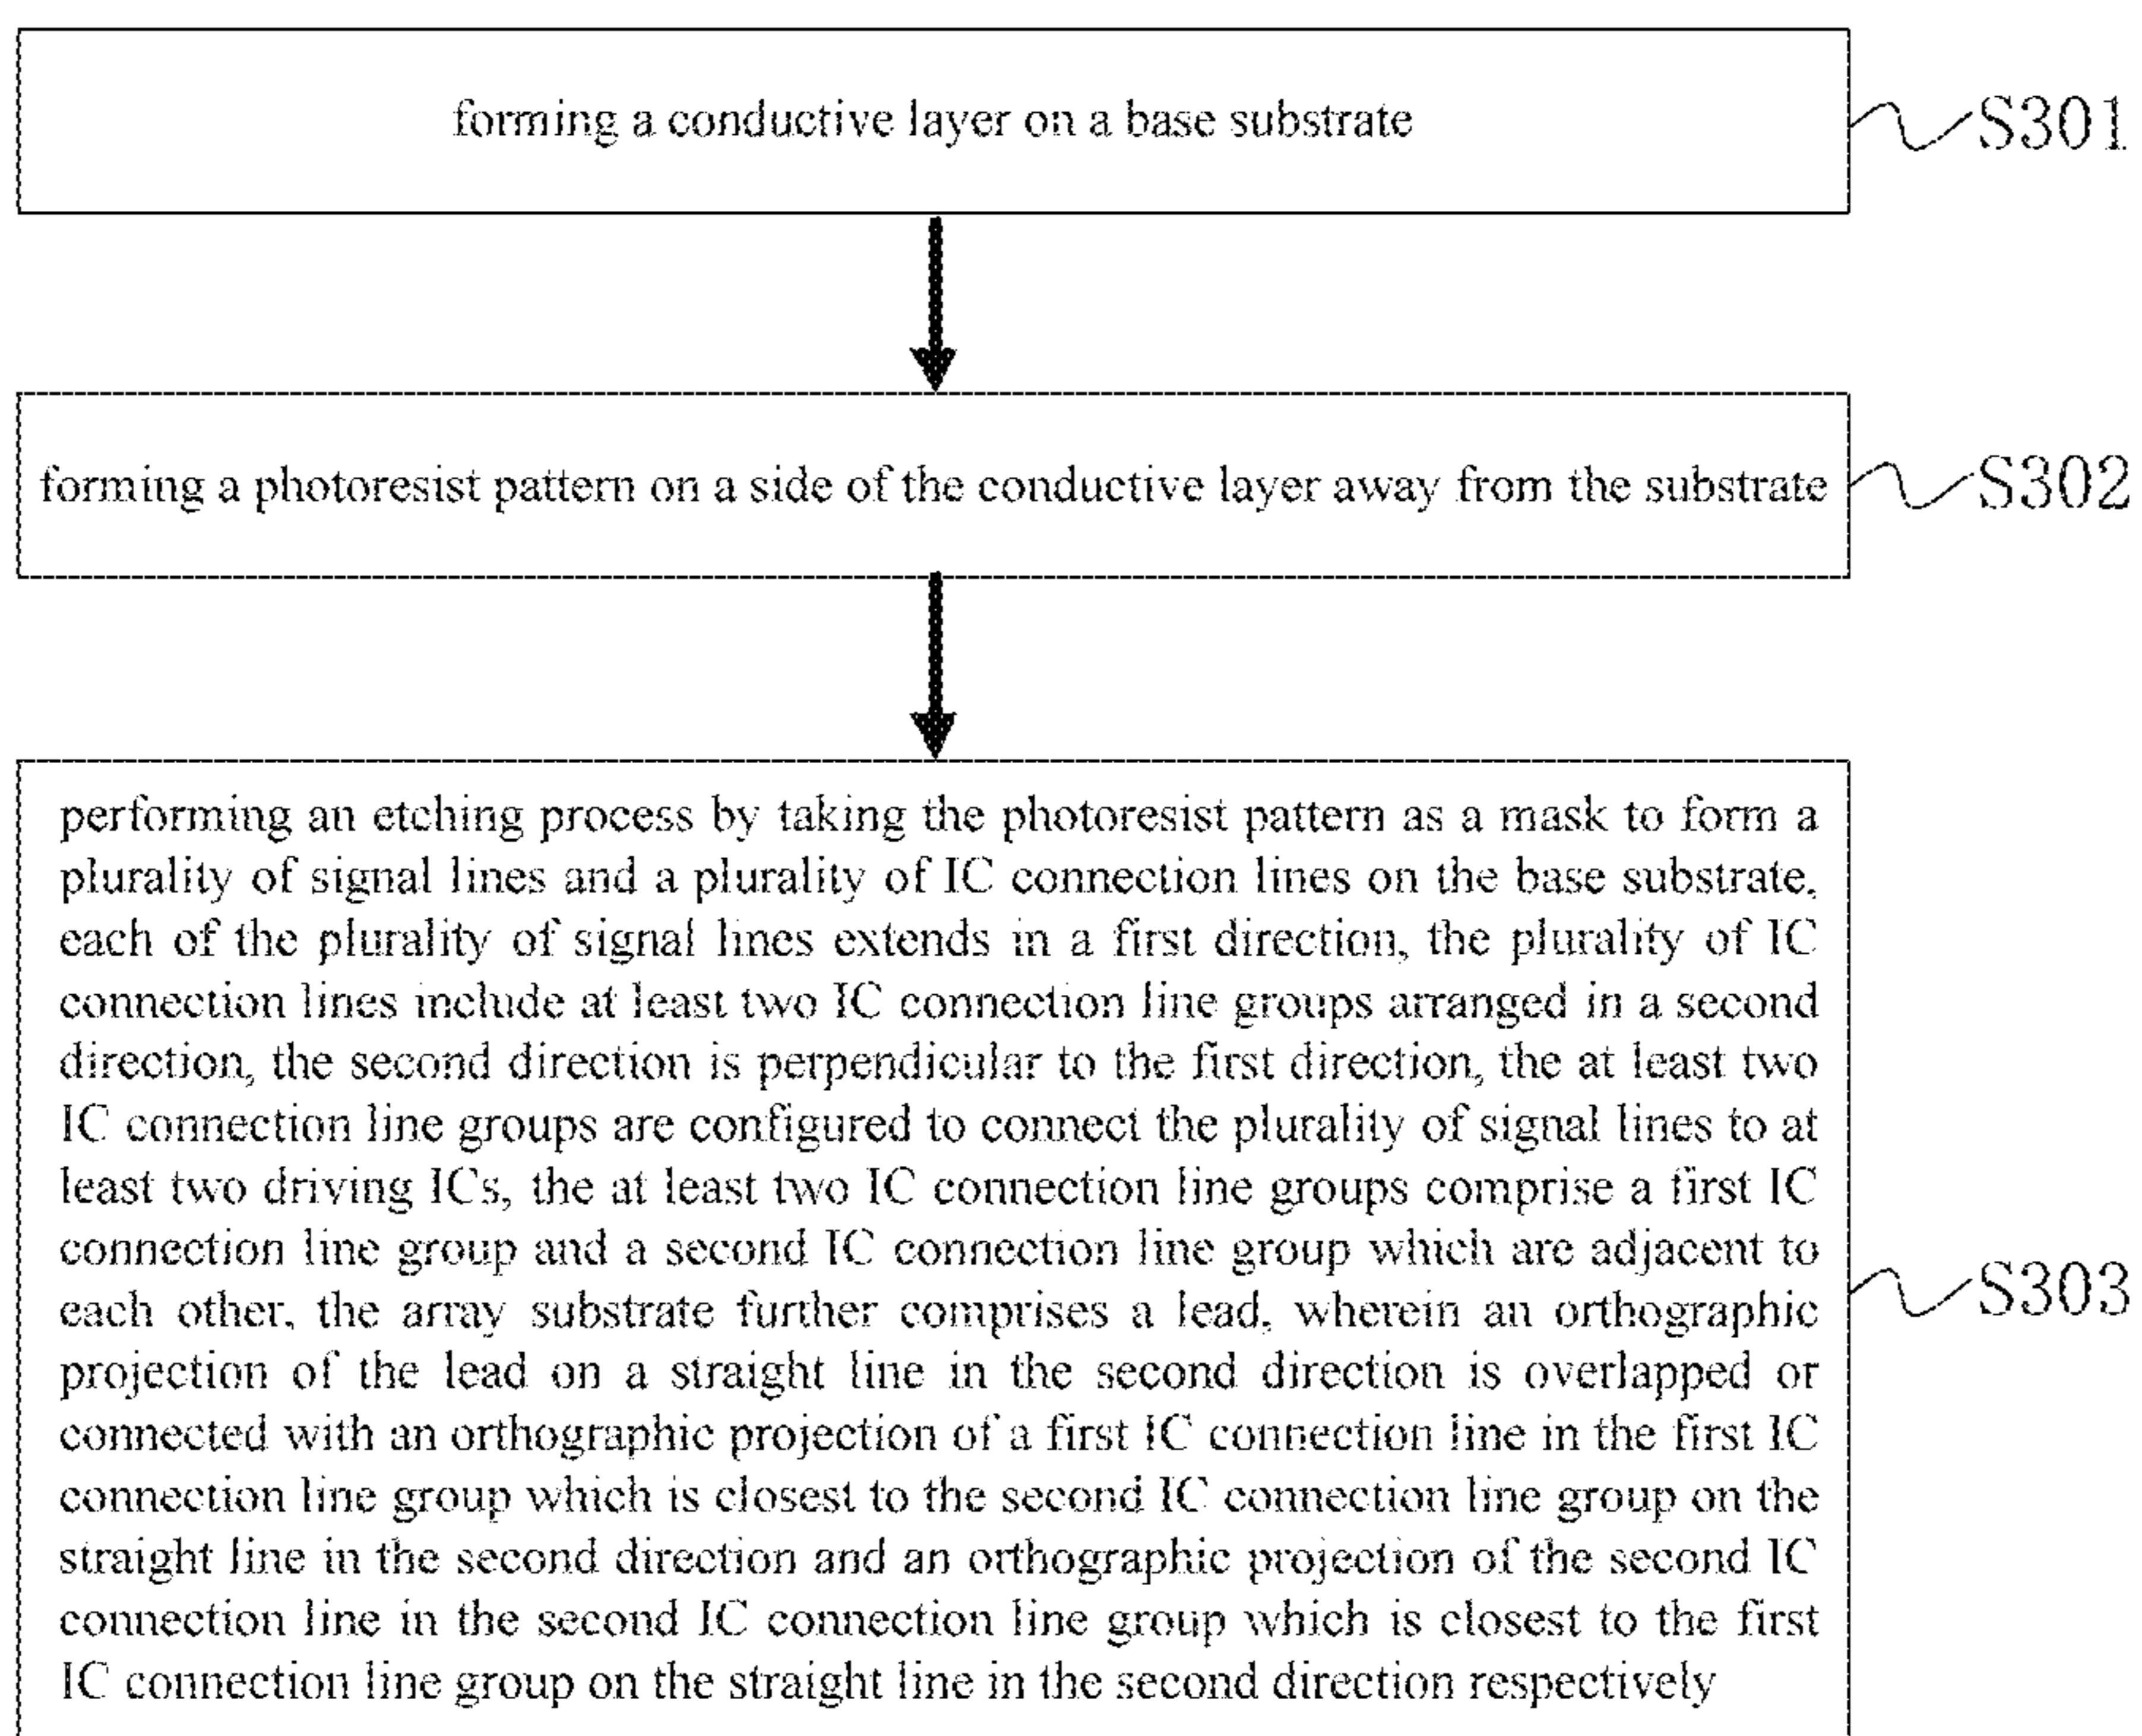 forming a conductive layer on a base substrate
S301
forming a photoresist pattern on a side of the conductive layer away from the substrate
S302
performing an etching process by taking the photoresist pattern as a mask to form a
plurality of signal lines and a plurality of IC connection lines on the base substrate,
each of the plurality of signal lines extends in a first direction, the plurality of IC
connection lines include at least two IC connection line groups arranged in a second
direction, the second direction is perpendicular to the first direction, the at least two
IC connection line groups are configured to connect the plurality of signal lines to at
least two driving ICs, the at least two IC connection line groups comprise a first IC
connection line group and a second IC connection line group which are adjacent to
each other, the array substrate further comprises a lead, wherein an orthographic
projection of the lead on a straight line in the second direction is overlapped or
connected with an orthographic projection of a first IC connection line in the first IC
connection line group which is closest to the second IC connection line group on the
straight line in the second direction and an orthographic projection of the second IC
connection line in the second IC connection line group which is closest to the first
IC connection line group on the straight line in the second direction respectively
S303